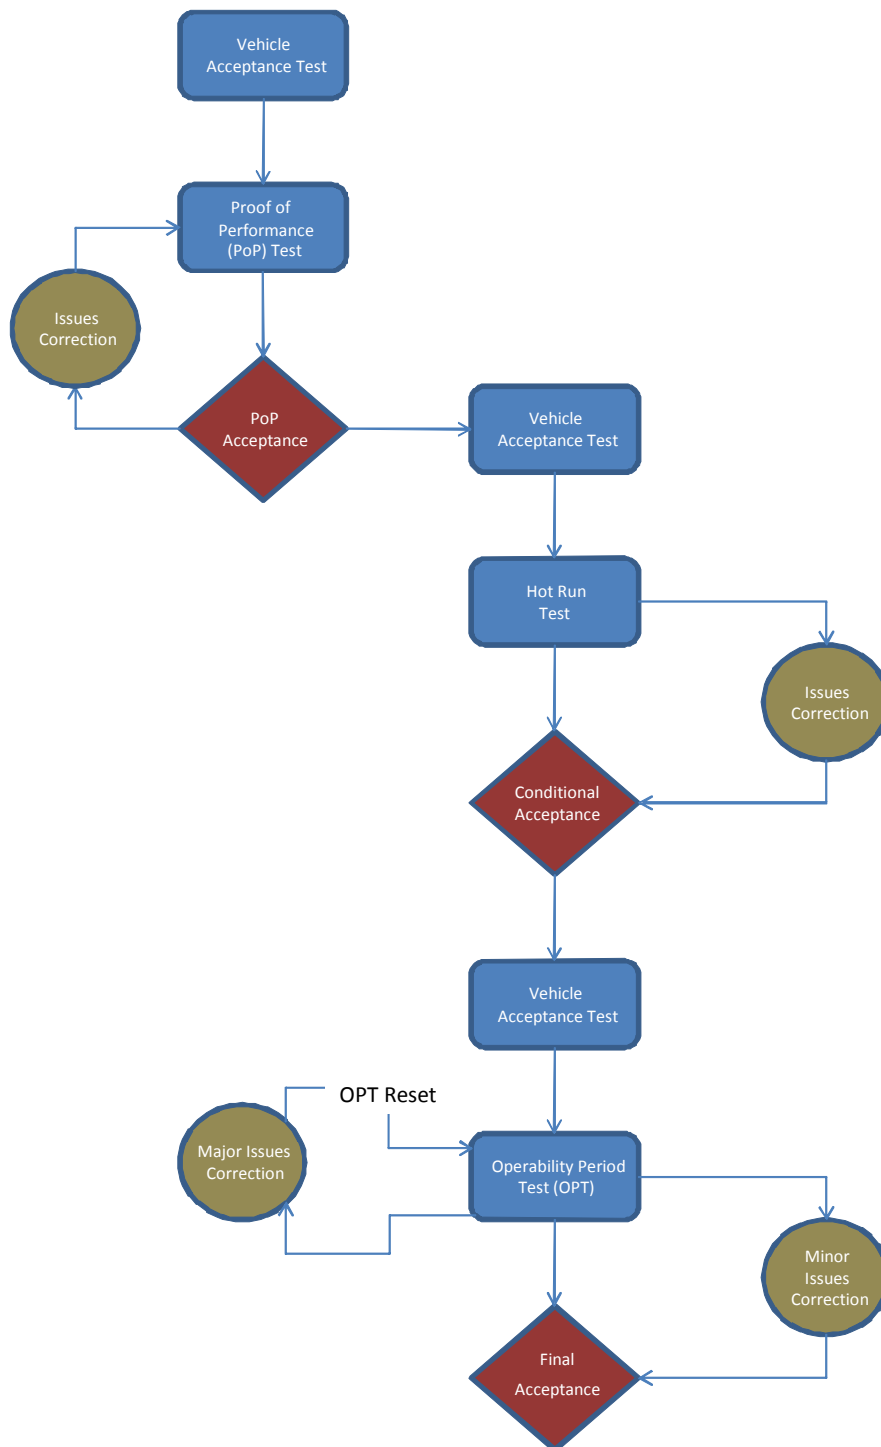 Vehicle
Acceptance Test
Proof of
Performance
(PoP) Test
Issues
Correction
PoP
Acceptance
Vehicle
Acceptance Test
Hot Run
Test
Issues
Correction
Conditional
Acceptance
Vehicle
Acceptance Test
OPT Reset
Major Issues
Correction
Operability Period
Test (OPT)
Minor
Issues
Correction
Final
Acceptance